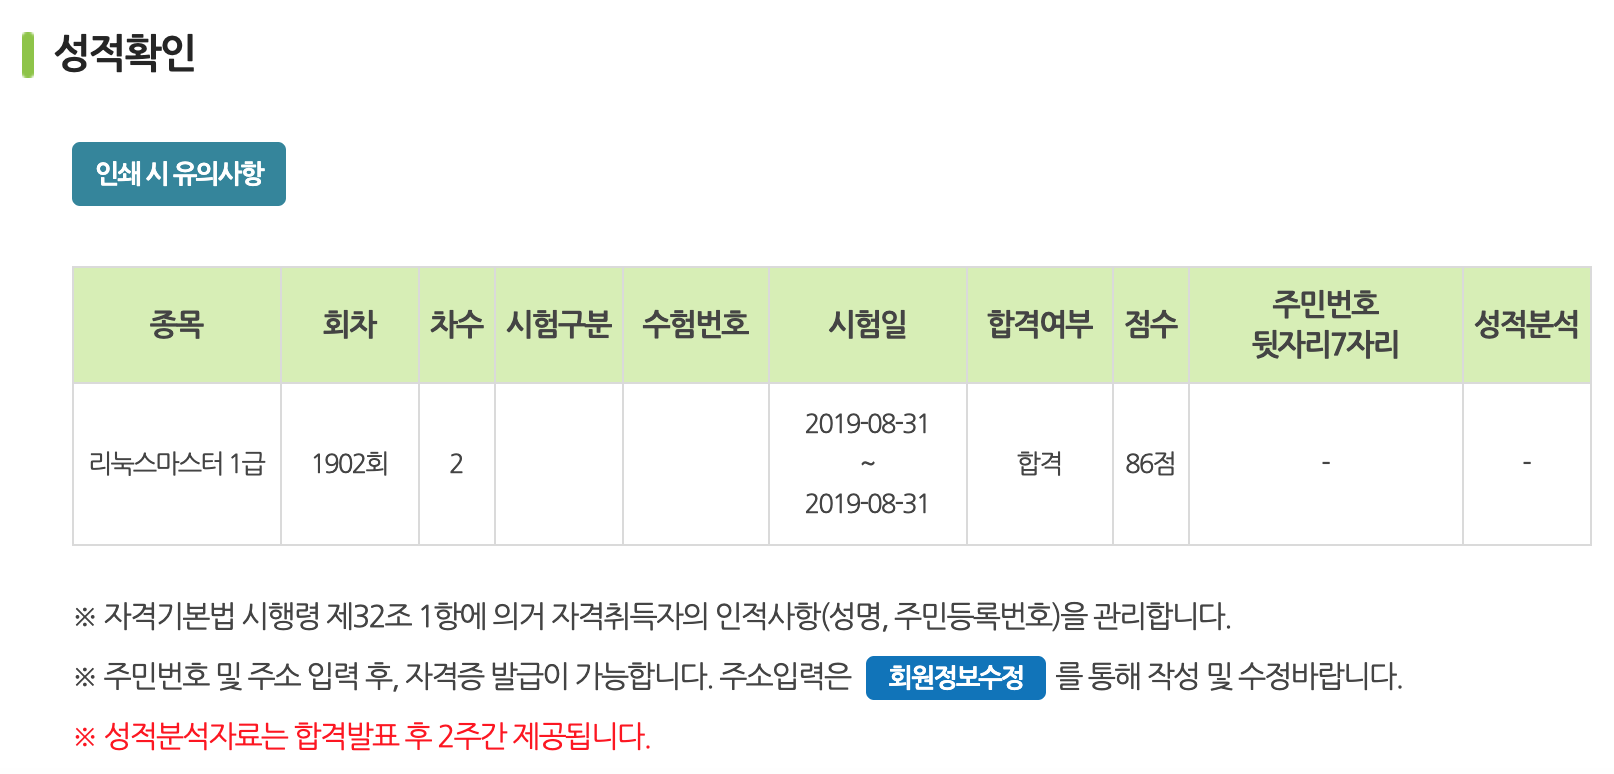 성적확인
인쇄 시 유의사항
종목 회차 차수 시험구분 수험번호 시험일 합격여부 점수 주민번호 뒷자리7자리 성적분석
리눅스마스터 1급 1902회 2 2019-08-31 ~ 2019-08-31 합격 86점 - -
※ 자격기본법 시행령 제32조 1항에 의거 자격취득자의 인적사항(성명, 주민등록번호)을 관리합니다.
※ 주민번호 및 주소 입력 후, 자격증 발급이 가능합니다. 주소입력은 회원정보수정 를 통해 작성 및 수정바랍니다.
※ 성적분석자료는 합격발표 후 2주간 제공됩니다.